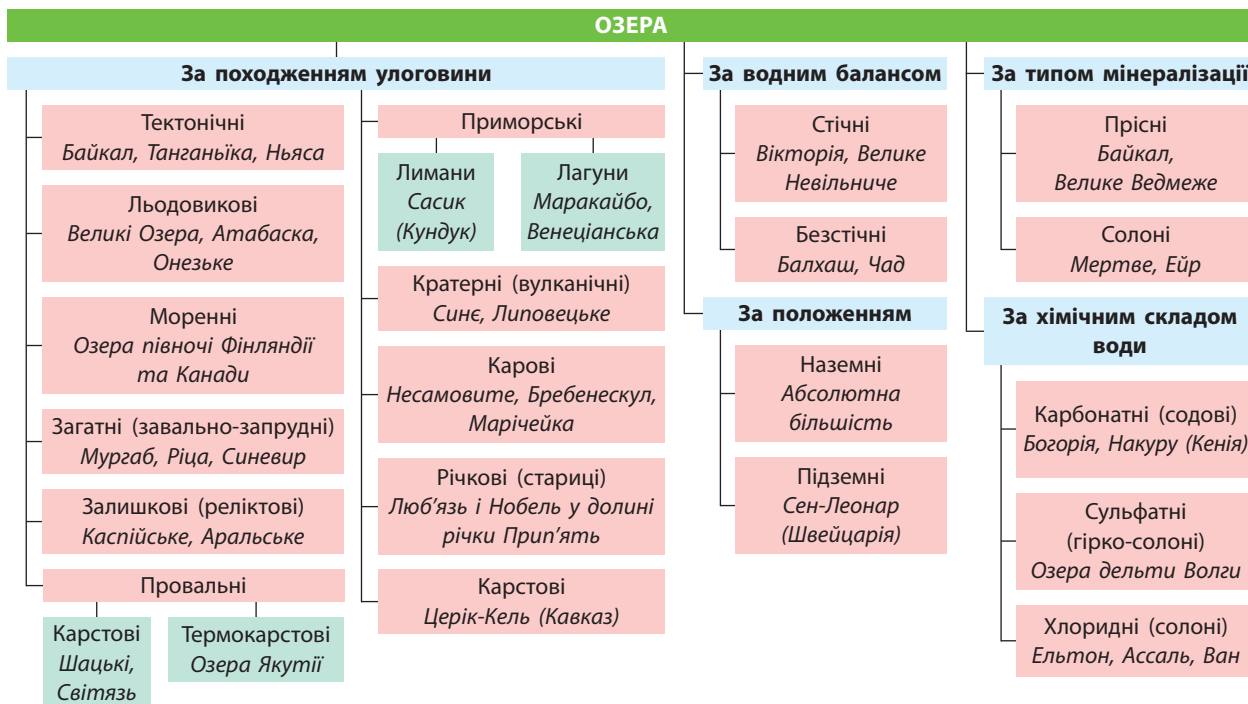 ОЗЕРА
За походженням улоговини
Тектонічні
Байкал, Танганьїка, Ньяса
Льодовикові
Великі Озера, Атабаска,
Онезьке
Моренні
Озера півночі Фінляндії
та Канади
Загатні (завально-запрудні)
Мургаб, Ріца, Синевир
Залишкові (реліктові)
Каспійське, Аральське
Провальні
Карстові
Шацькі,
Світязь
Термокарстові
Озера Якутії
Приморські
Лимани
Сасик
(Кундук)
Лагуни
Маракайбо,
Венеціанська
Кратерні (вулканічні)
Синє, Липовецьке
Карові
Несамовите, Бребенескул,
Марічейка
Річкові (стариці)
Люб’язь і Нобель у долині
річки Прип’ять
Карстові
Церік-Кель (Кавказ)
За водним балансом
Стічні
Вікторія, Велике
Невільниче
Безстічні
Балхаш, Чад
За положенням
Наземні
Абсолютна
більшість
Підземні
Сен-Леонар
(Швейцарія)
За типом мінералізації
Прісні
Байкал,
Велике Ведмеже
Солоні
Мертве, Ейр
За хімічним складом
води
Карбонатні (содові)
Богорія, Накуру (Кенія)
Сульфатні
(гірко-солоні)
Озера дельти Волги
Хлоридні (солоні)
Ельтон, Ассаль, Ван